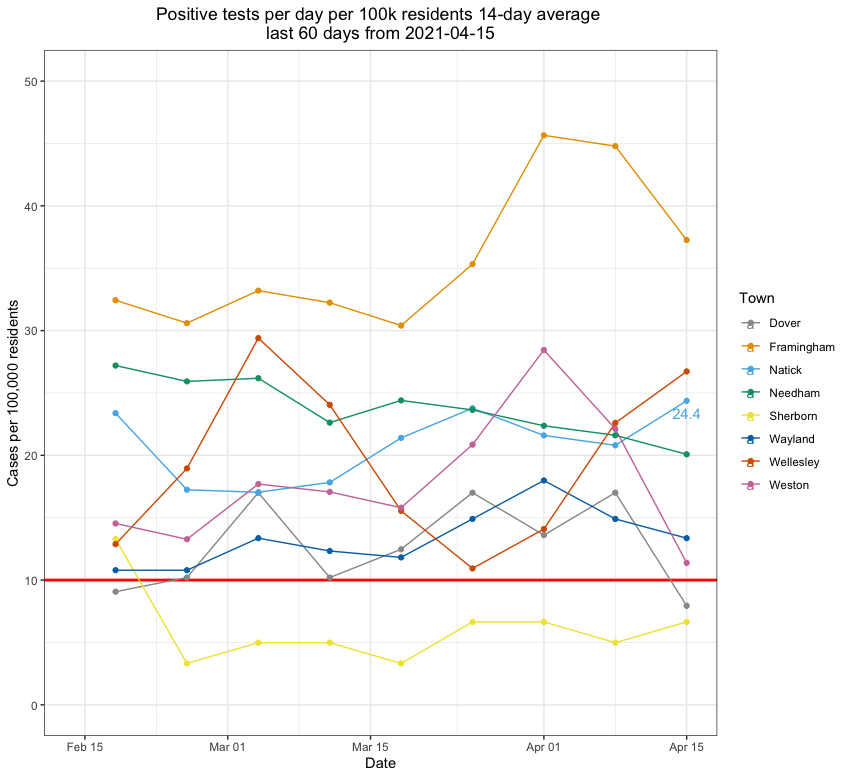 Positive tests per day per 100k residents 14-day average
last 60 days from 2021-04-15
Cases per 100,000 residents
50
40
30
20
10
0
24.4
Feb 15
Mar 01
Mar 15
Apr 01
Apr 15
Date
Town
a Dover
a Framingham
a Natick
a Needham
a Sherborn
a Wayland
a Wellesley
a Weston